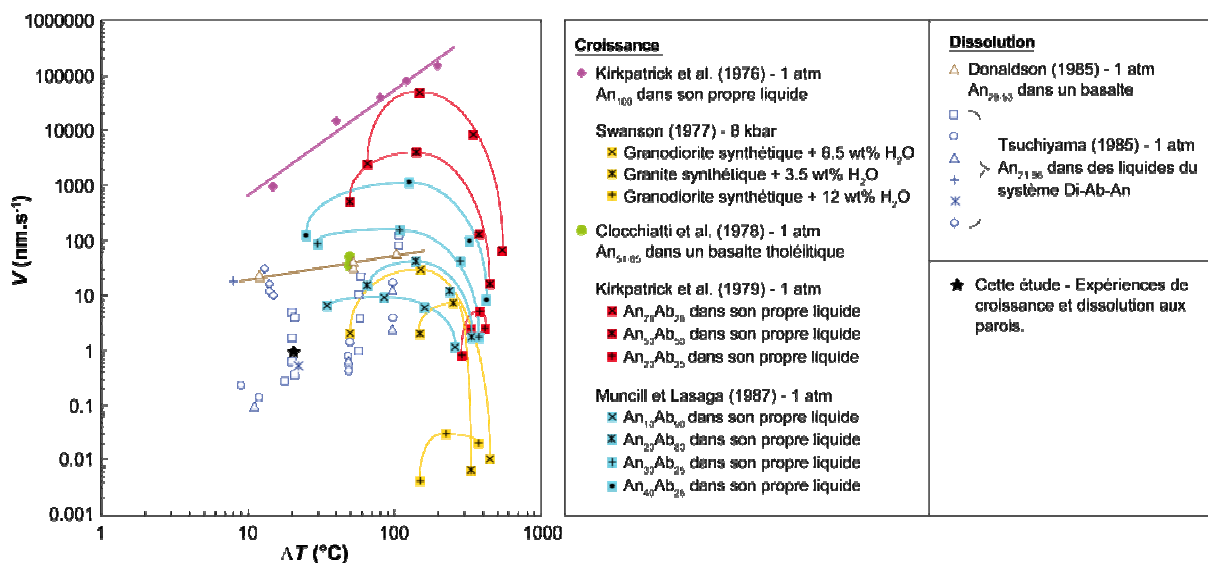 1000000
100000
10000
1000
100
10
1
0.1
0.01
0.001
V (nm.s-1)
1
10
100
1000
ΔT (°C)
Croissance
Kirkpatrick et al. (1976) - 1 atm
An100 dans son propre liquide
Swanson (1977) - 8 kbar
Granodiorite synthétique + 6.5 wt% H2O
Granite synthétique + 3.5 wt% H2O
Granodiorite synthétique + 12 wt% H2O
Clocchiatti et al. (1978) - 1 atm
dans un basalte tholéiitique
Kirkpatrick et al. (1979) - 1 atm
dans son propre liquide
dans son propre liquide
dans son propre liquide
Muncill et Lasaga (1987) - 1 atm
dans son propre liquide
dans son propre liquide
dans son propre liquide
dans son propre liquide
Dissolution
Donaldson (1985) - 1 atm
dans un basalte
Tsuchiyama (1985) - 1 atm
dans des liquides du
système Di-Ab-An
Cette étude - Expériences de
croissance et dissolution aux
parois.